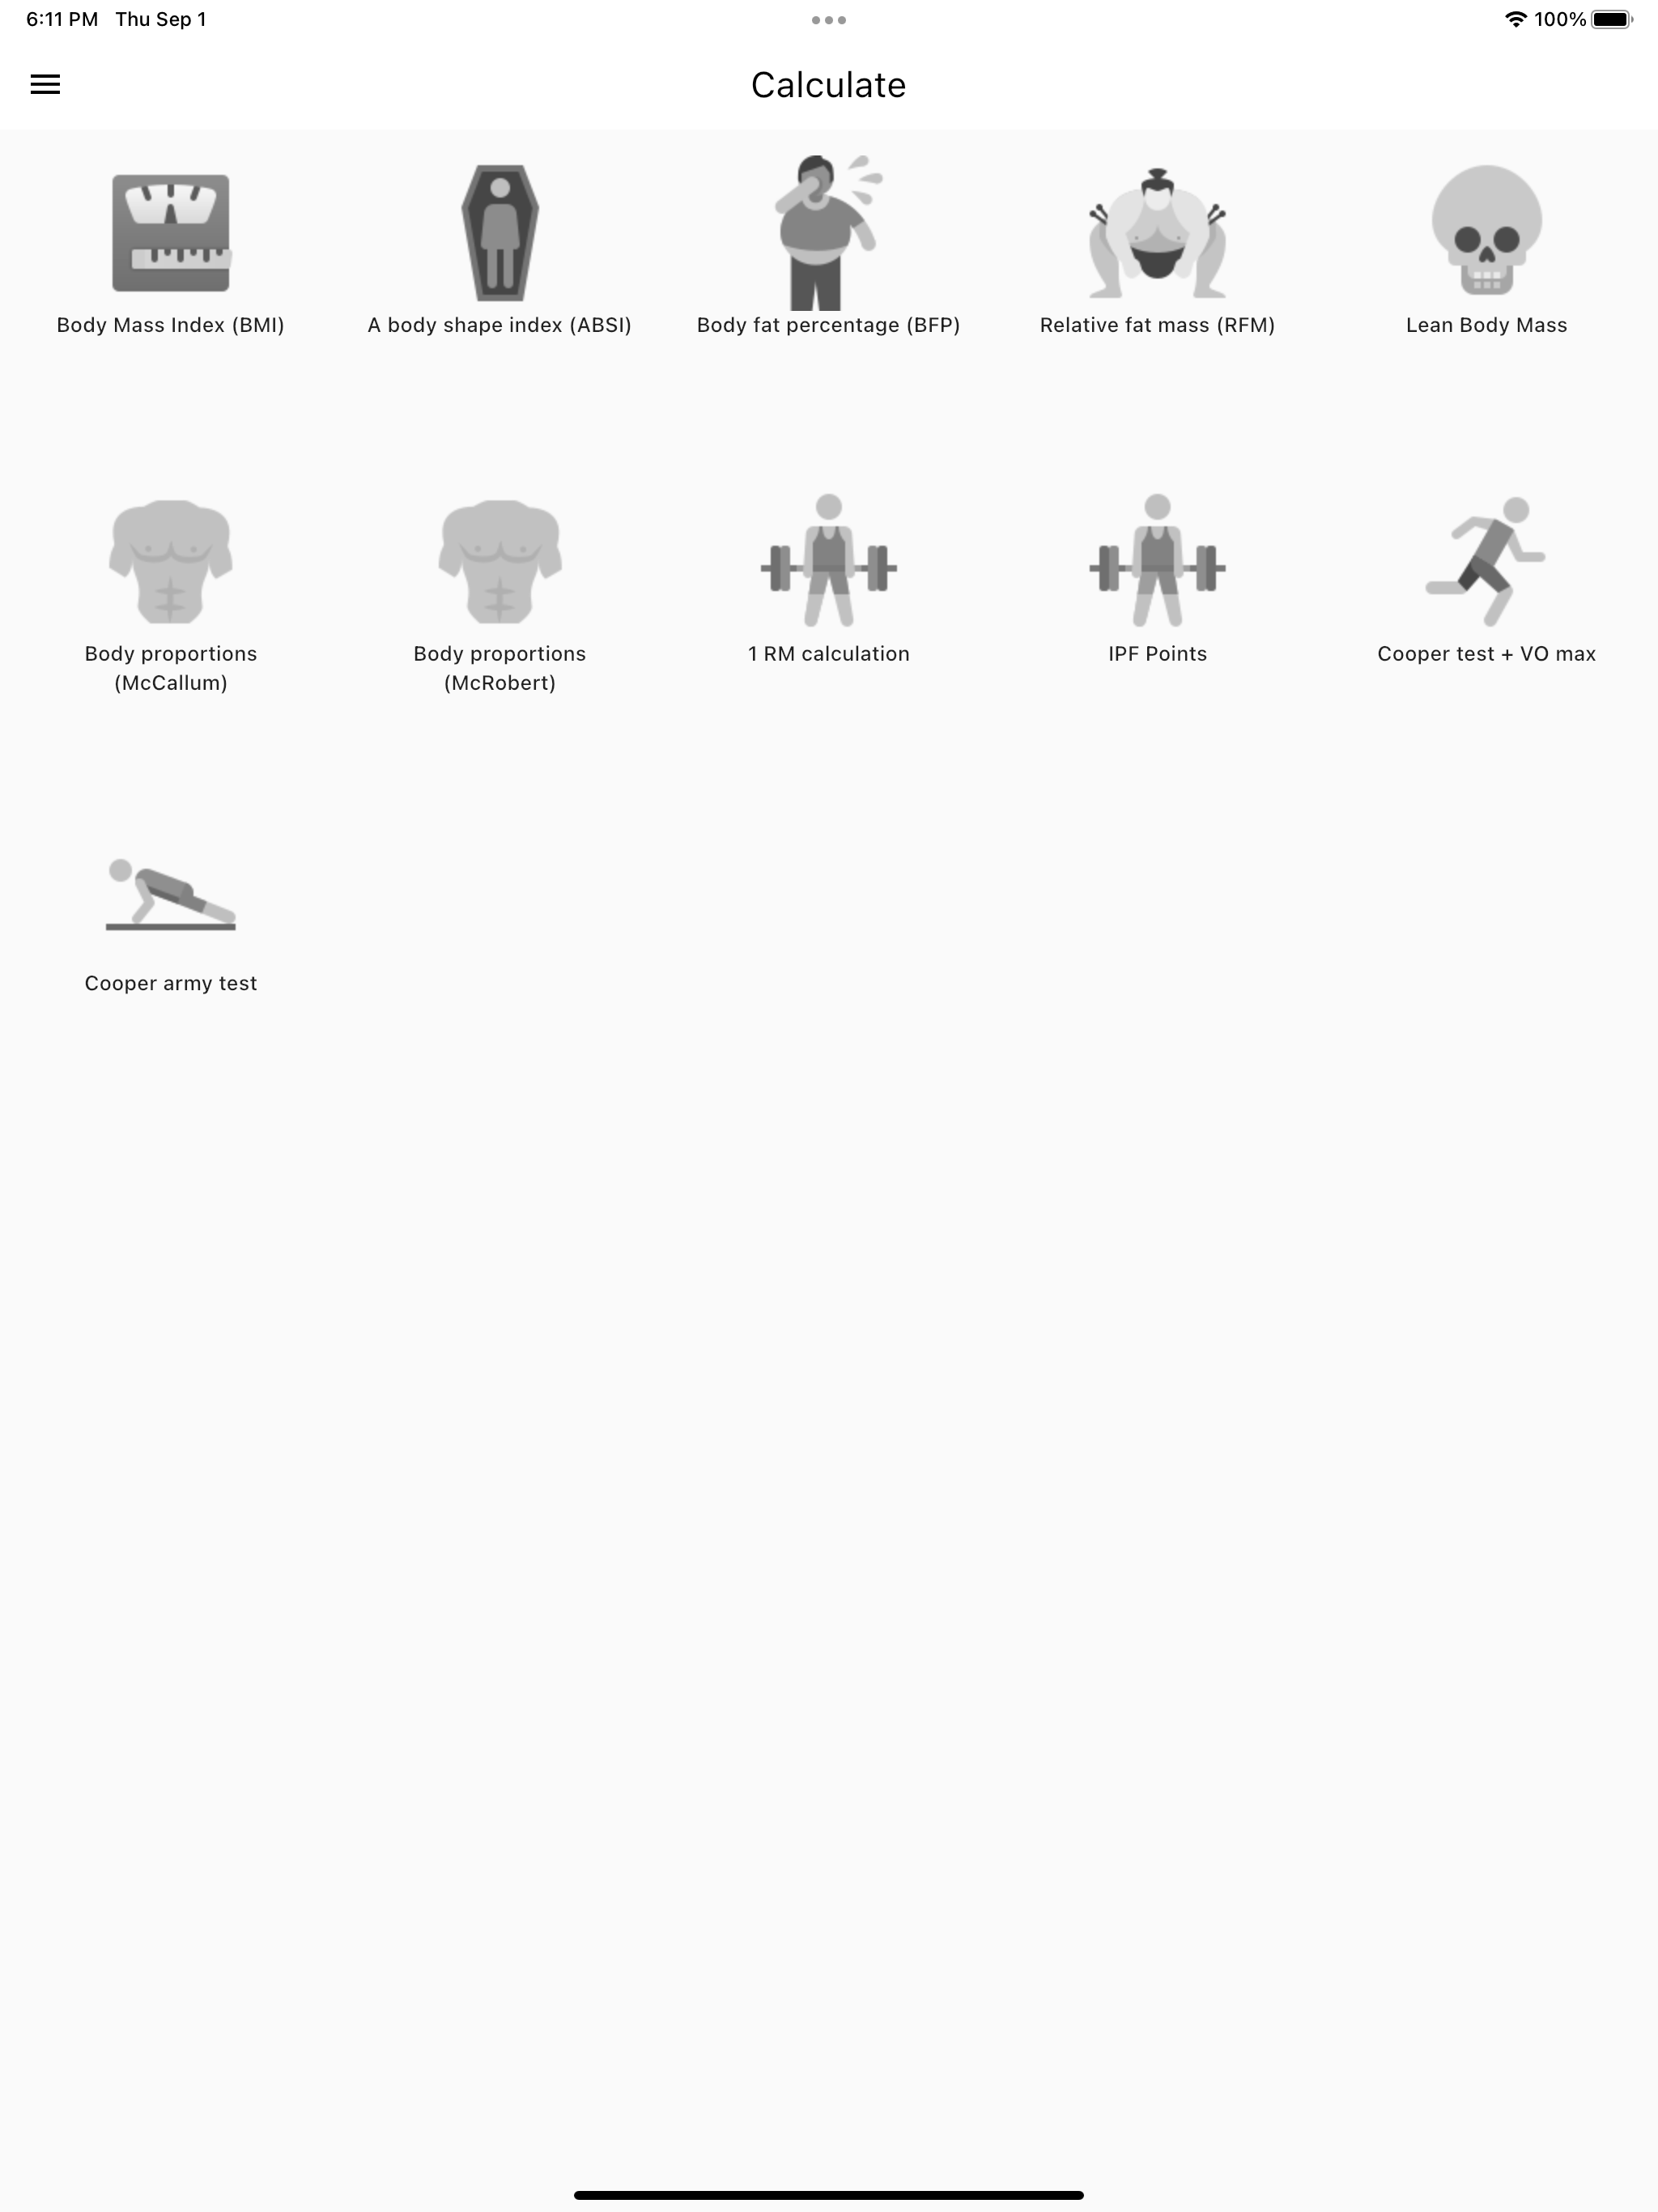 6:11 PM Thu Sep 1
100%
Calculate
Body Mass Index (BMI)
A body shape index (ABSI)
Body fat percentage (BFP)
Relative fat mass (RFM)
Lean Body Mass
Body proportions
(McCallum)
Body proportions
(McRobert)
1 RM calculation
IPF Points
Cooper test + VO max
Cooper army test